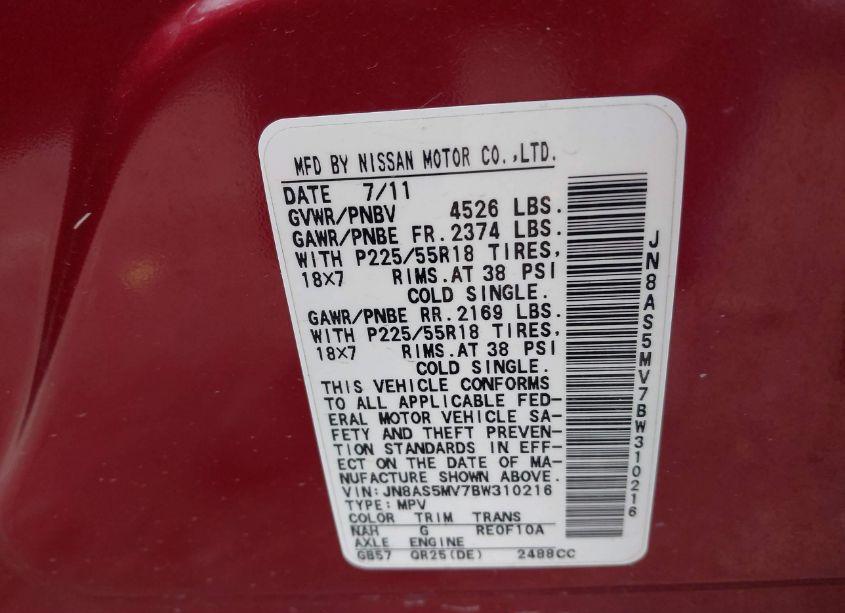 MFD BY NISSAN MOTOR CO.,LTD.
DATE 7/11
GVWR/PNBV 4526 LBS.
GAWR/PNBE FR.2374 LBS.
WITH P225/55R18 TIRES,
18X7 RIMS.AT 38 PSI
COLD SINGLE.
GAWR/PNBE RR.2169 LBS.
WITH P225/55R18 TIRES,
18X7 RIMS.AT 38 PSI
COLD SINGLE.
THIS VEHICLE CONFORMS
TO ALL APPLICABLE FED-
ERAL MOTOR VEHICLE SA-
FETY AND THEFT PREVEN-
TION STANDARDS IN EFF-
ECT ON THE DATE OF MA-
NUFACTURE SHOWN ABOVE.
VIN:JN8AS5MV7BW310216
TYPE:MPV
COLOR TRIM TRANS
NAH G RE0F10A
AXLE ENGINE
GB57 QR25(DE) 2488CC
JN8AS5MV7BW310216